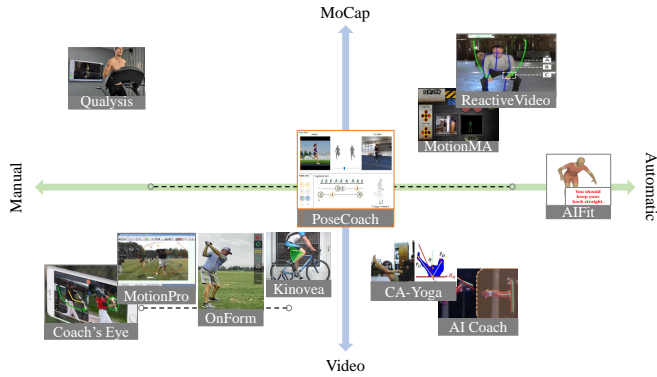 MoCap
Qualysis
A
B
C
ReactiveVideo
MotionMA
Manual
Automatic
PoseCoach
You should
keep your
back straight.
AIFit
MotionPro
Kinovea
CA-Yoga
OnForm
AI Coach
Coach's Eye
Video